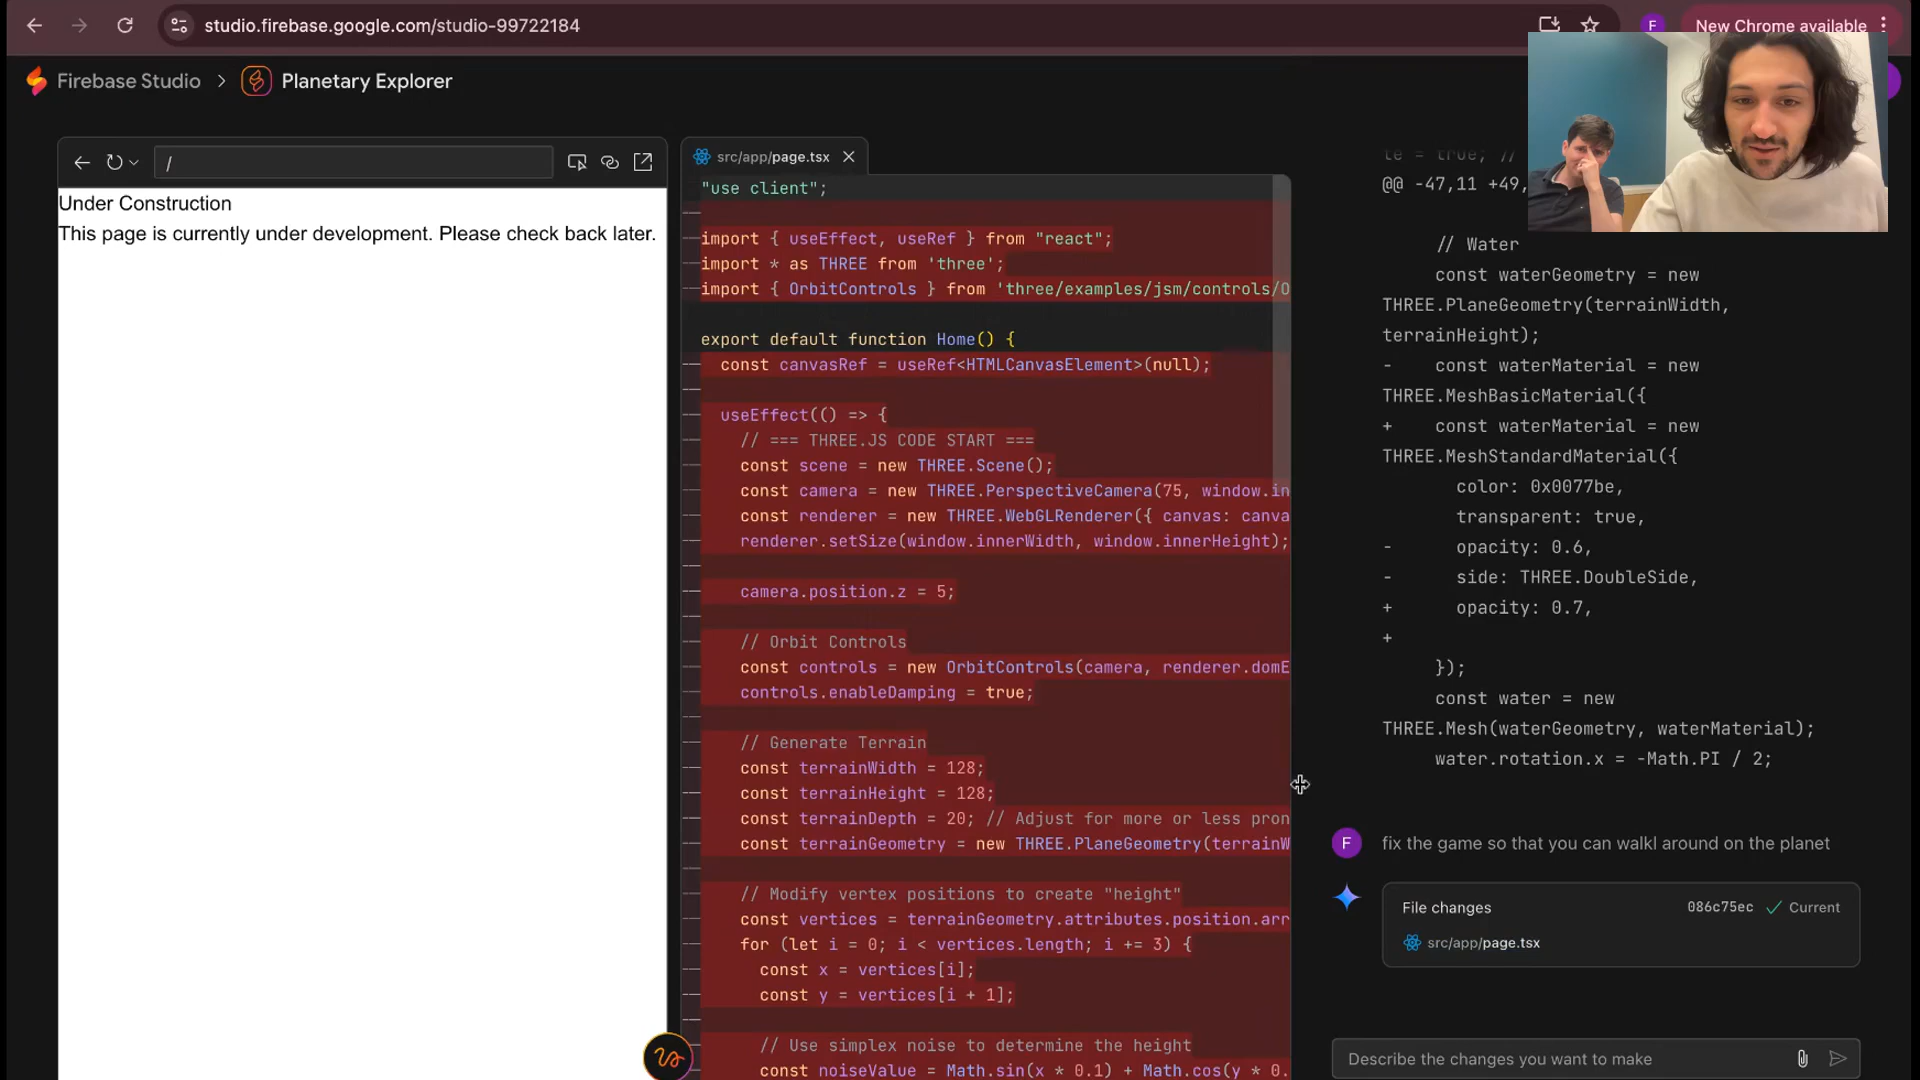 studio.firebase.google.com/studio-99722184
F
New Chrome available
Firebase Studio > Planetary Explorer
/
Under Construction
This page is currently under development. Please check back later.
src/app/page.tsx
"use client";
import { useEffect, useRef } from "react";
import * as THREE from 'three';
import { OrbitControls } from 'three/examples/jsm/controls/O
export default function Home() {
const canvasRef = useRef<HTMLCanvasElement>(null);
useEffect(() => {
// === THREE.JS CODE START ===
const scene = new THREE.Scene();
const camera = new THREE.PerspectiveCamera(75, window.in
const renderer = new THREE.WebGLRenderer({ canvas: canva
renderer.setSize(window.innerWidth, window.innerHeight);
camera.position.z = 5;
// Orbit Controls
const controls = new OrbitControls(camera, renderer.domE
controls.enableDamping = true;
// Generate Terrain
const terrainWidth = 128;
const terrainHeight = 128;
const terrainDepth = 20; // Adjust for more or less pron
const terrainGeometry = new THREE.PlaneGeometry(terrainW
// Modify vertex positions to create "height"
const vertices = terrainGeometry.attributes.position.arr
for (let i = 0; i < vertices.length; i += 3) {
const x = vertices[i];
const y = vertices[i + 1];
// Use simplex noise to determine the height
const noiseValue = Math.sin(x * 0.1) + Math.cos(y * 0.
te = true; //
@@ -47,11 +49,
// Water
const waterGeometry = new
THREE.PlaneGeometry(terrainWidth,
terrainHeight);
- const waterMaterial = new
THREE.MeshBasicMaterial({
+ const waterMaterial = new
THREE.MeshStandardMaterial({
color: 0x0077be,
transparent: true,
- opacity: 0.6,
- side: THREE.DoubleSide,
+ opacity: 0.7,
+
});
const water = new
THREE.Mesh(waterGeometry, waterMaterial);
water.rotation.x = -Math.PI / 2;
F
fix the game so that you can walkl around on the planet
File changes
086c75ec
Current
src/app/page.tsx
Describe the changes you want to make